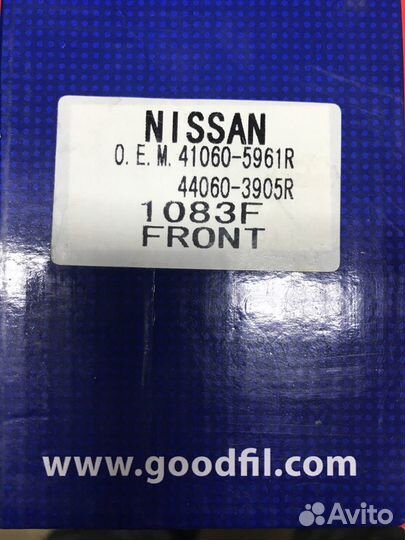 NISSAN
O.E.M. 41060-5961R
44060-3905R
1083F
FRONT
www.goodfil.com
Avito